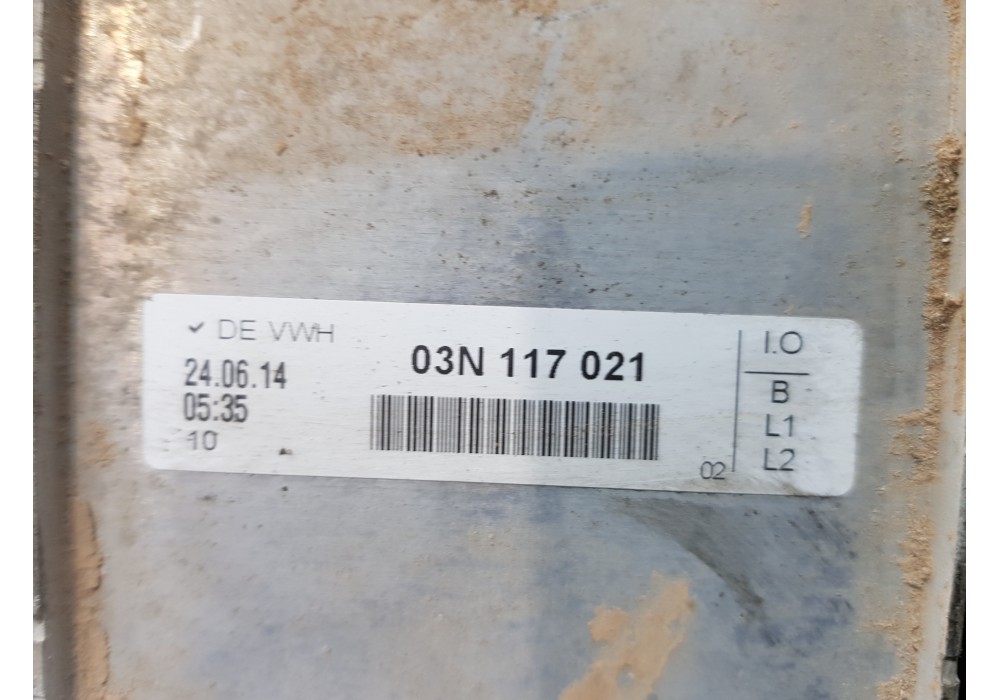 ✓ DE VWH
24.06.14
05:35
10
03N 117 021
02
I.O
B
L1
L2